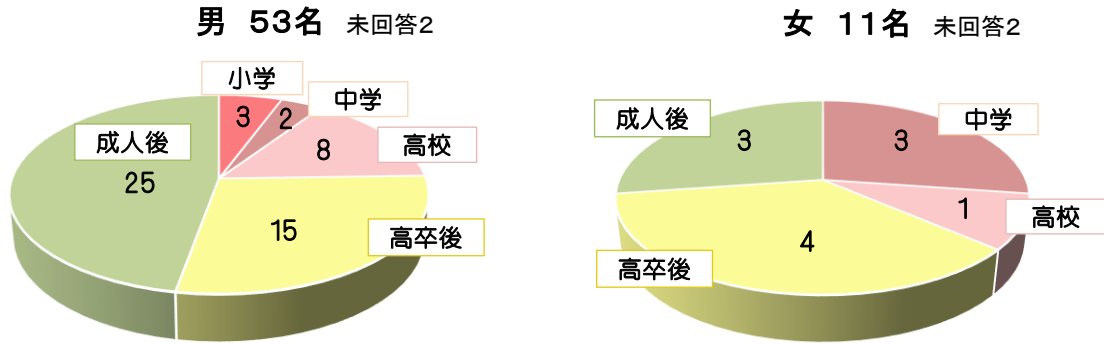 男 53名 未回答2
小学
3
中学
2
高校
8
成人後
25
高卒後
15
女 11名 未回答2
成人後
3
中学
3
高校
1
高卒後
4